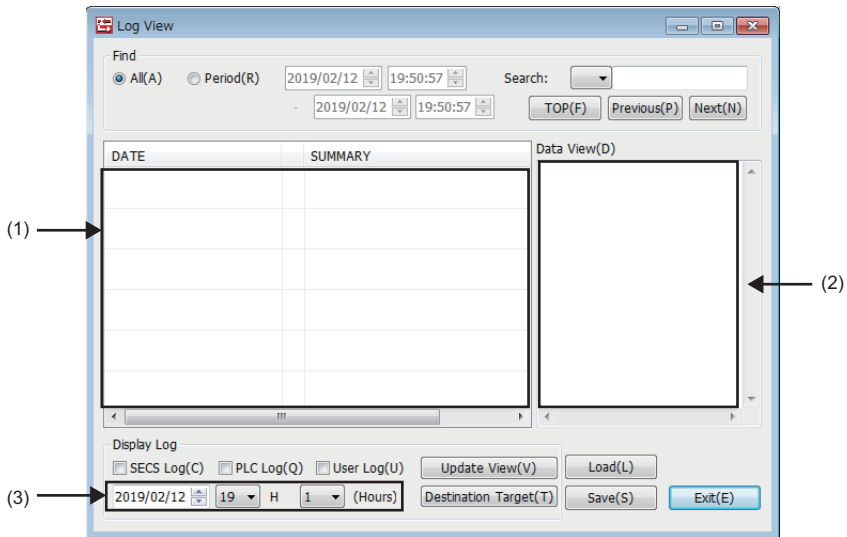 Log View
Find
All(A) Period(R) 2019/02/12 19:50:57 Search:
- 2019/02/12 19:50:57 TOP(F) Previous(P) Next(N)
DATE SUMMARY Data View(D)
(1)
(2)
Display Log
SECS Log(C) PLC Log(Q) User Log(U) Update View(V) Load(L)
(3) 2019/02/12 19 H 1 (Hours) Destination Target(T) Save(S) Exit(E)